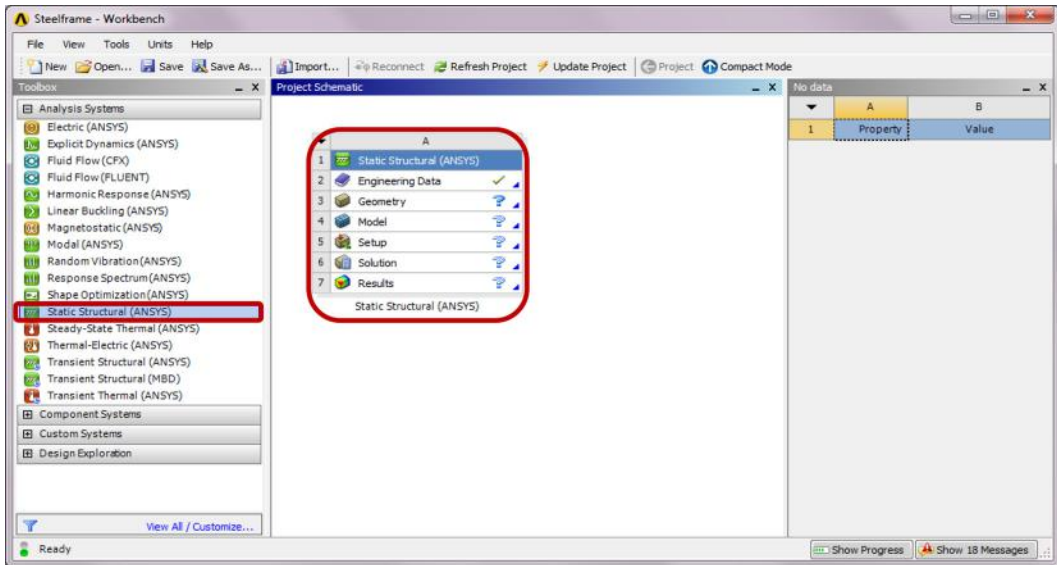 Steelframe - Workbench
File View Tools Units Help
New Open... Save Save As... Import... Reconnect Refresh Project Update Project Project Compact Mode
Toolbox
Analysis Systems
Electric (ANSYS)
Explicit Dynamics (ANSYS)
Fluid Flow (CFX)
Fluid Flow (FLUENT)
Harmonic Response (ANSYS)
Linear Buckling (ANSYS)
Magnetostatic (ANSYS)
Modal (ANSYS)
Random Vibration (ANSYS)
Response Spectrum (ANSYS)
Shape Optimization (ANSYS)
Static Structural (ANSYS)
Steady-State Thermal (ANSYS)
Thermal-Electric (ANSYS)
Transient Structural (ANSYS)
Transient Structural (MBD)
Transient Thermal (ANSYS)
Component Systems
Custom Systems
Design Exploration
View All / Customize...
Project Schematic
A
1 Static Structural (ANSYS)
2 Engineering Data
3 Geometry ?
4 Model ?
5 Setup ?
6 Solution ?
7 Results ?
Static Structural (ANSYS)
No data
A B
1 Property Value
Ready
Show Progress Show 18 Messages